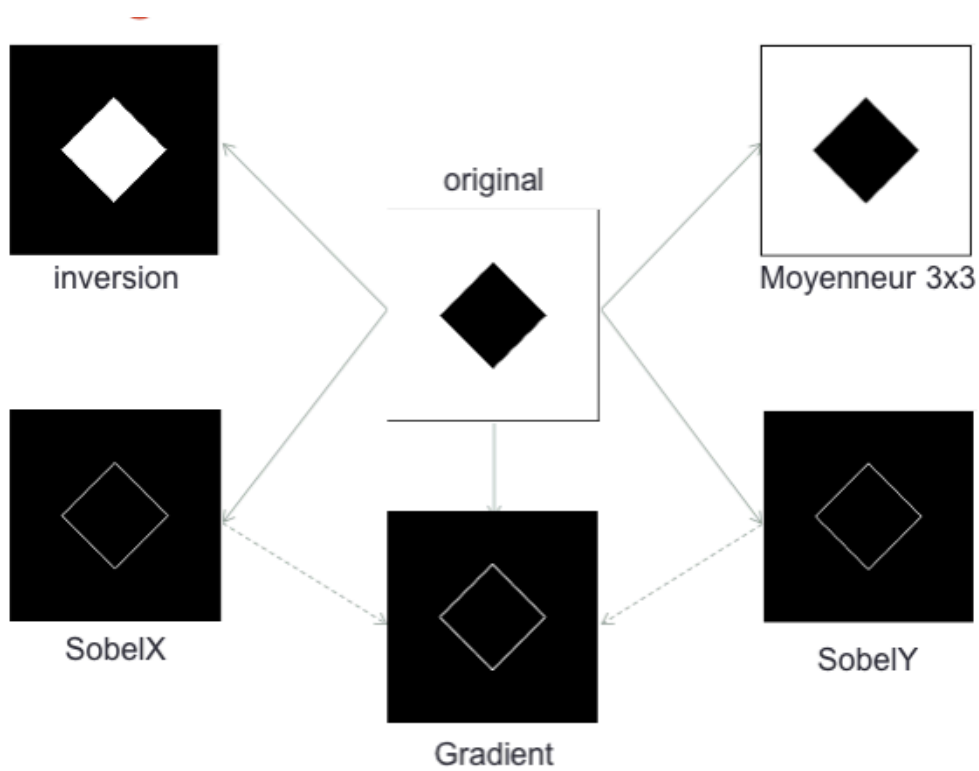 original
inversion
Moyenneur 3x3
SobelX
SobelY
Gradient